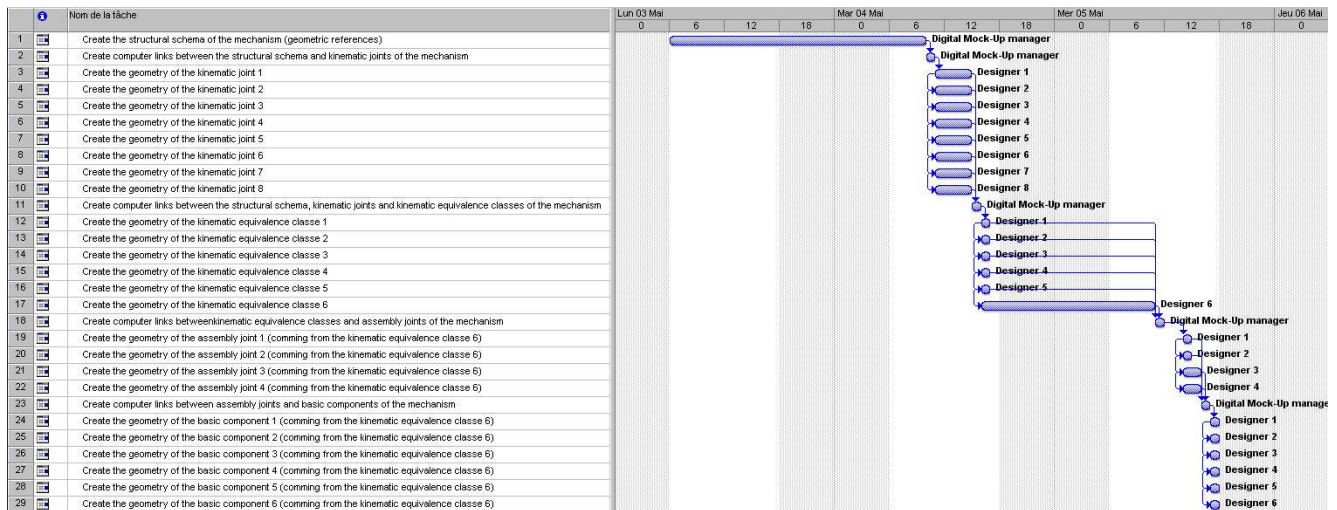 Nom de la tâche
Lun 03 Mai Mar 04 Mai Mer 05 Mai Jeu 06 Mai
0 6 12 18 0 6 12 18 0 6 12 18 0
1 Create the structural schema of the mechanism (geometric references) Digital Mock-Up manager
2 Create computer links between the structural schema and kinematic joints of the mechanism Digital Mock-Up manager
3 Create the geometry of the kinematic joint 1 Designer 1
4 Create the geometry of the kinematic joint 2 Designer 2
5 Create the geometry of the kinematic joint 3 Designer 3
6 Create the geometry of the kinematic joint 4 Designer 4
7 Create the geometry of the kinematic joint 5 Designer 5
8 Create the geometry of the kinematic joint 6 Designer 6
9 Create the geometry of the kinematic joint 7 Designer 7
10 Create the geometry of the kinematic joint 8 Designer 8
11 Create computer links between the structural schema, kinematic joints and kinematic equivalence classes of the mechanism Digital Mock-Up manager
12 Create the geometry of the kinematic equivalence classe 1 Designer 1
13 Create the geometry of the kinematic equivalence classe 2 Designer 2
14 Create the geometry of the kinematic equivalence classe 3 Designer 3
15 Create the geometry of the kinematic equivalence classe 4 Designer 4
16 Create the geometry of the kinematic equivalence classe 5 Designer 5
17 Create the geometry of the kinematic equivalence classe 6 Designer 6
18 Create computer links betweenkinematic equivalence classes and assembly joints of the mechanism Digital Mock-Up manager
19 Create the geometry of the assembly joint 1 (comming from the kinematic equivalence classe 6) Designer 1
20 Create the geometry of the assembly joint 2 (comming from the kinematic equivalence classe 6) Designer 2
21 Create the geometry of the assembly joint 3 (comming from the kinematic equivalence classe 6) Designer 3
22 Create the geometry of the assembly joint 4 (comming from the kinematic equivalence classe 6) Designer 4
23 Create computer links between assembly joints and basic components of the mechanism Digital Mock-Up manage
24 Create the geometry of the basic component 1 (comming from the kinematic equivalence classe 6) Designer 1
25 Create the geometry of the basic component 2 (comming from the kinematic equivalence classe 6) Designer 2
26 Create the geometry of the basic component 3 (comming from the kinematic equivalence classe 6) Designer 3
27 Create the geometry of the basic component 4 (comming from the kinematic equivalence classe 6) Designer 4
28 Create the geometry of the basic component 5 (comming from the kinematic equivalence classe 6) Designer 5
29 Create the geometry of the basic component 6 (comming from the kinematic equivalence classe 6) Designer 6